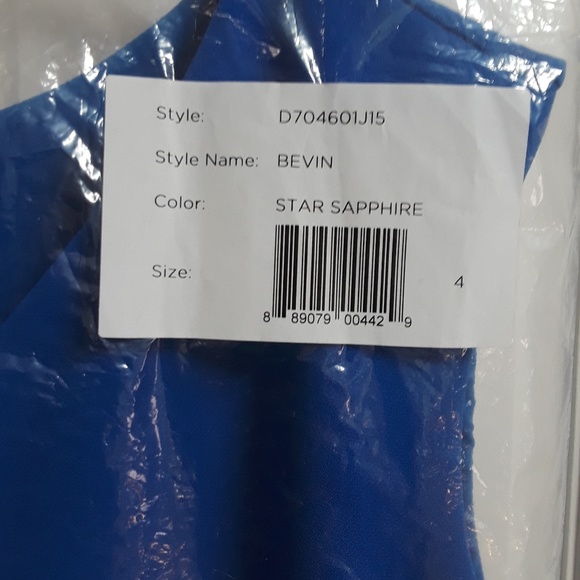 Style: D704601J15
Style Name: BEVIN
Color: STAR SAPPHIRE
Size: 4
8 89079 00442 9